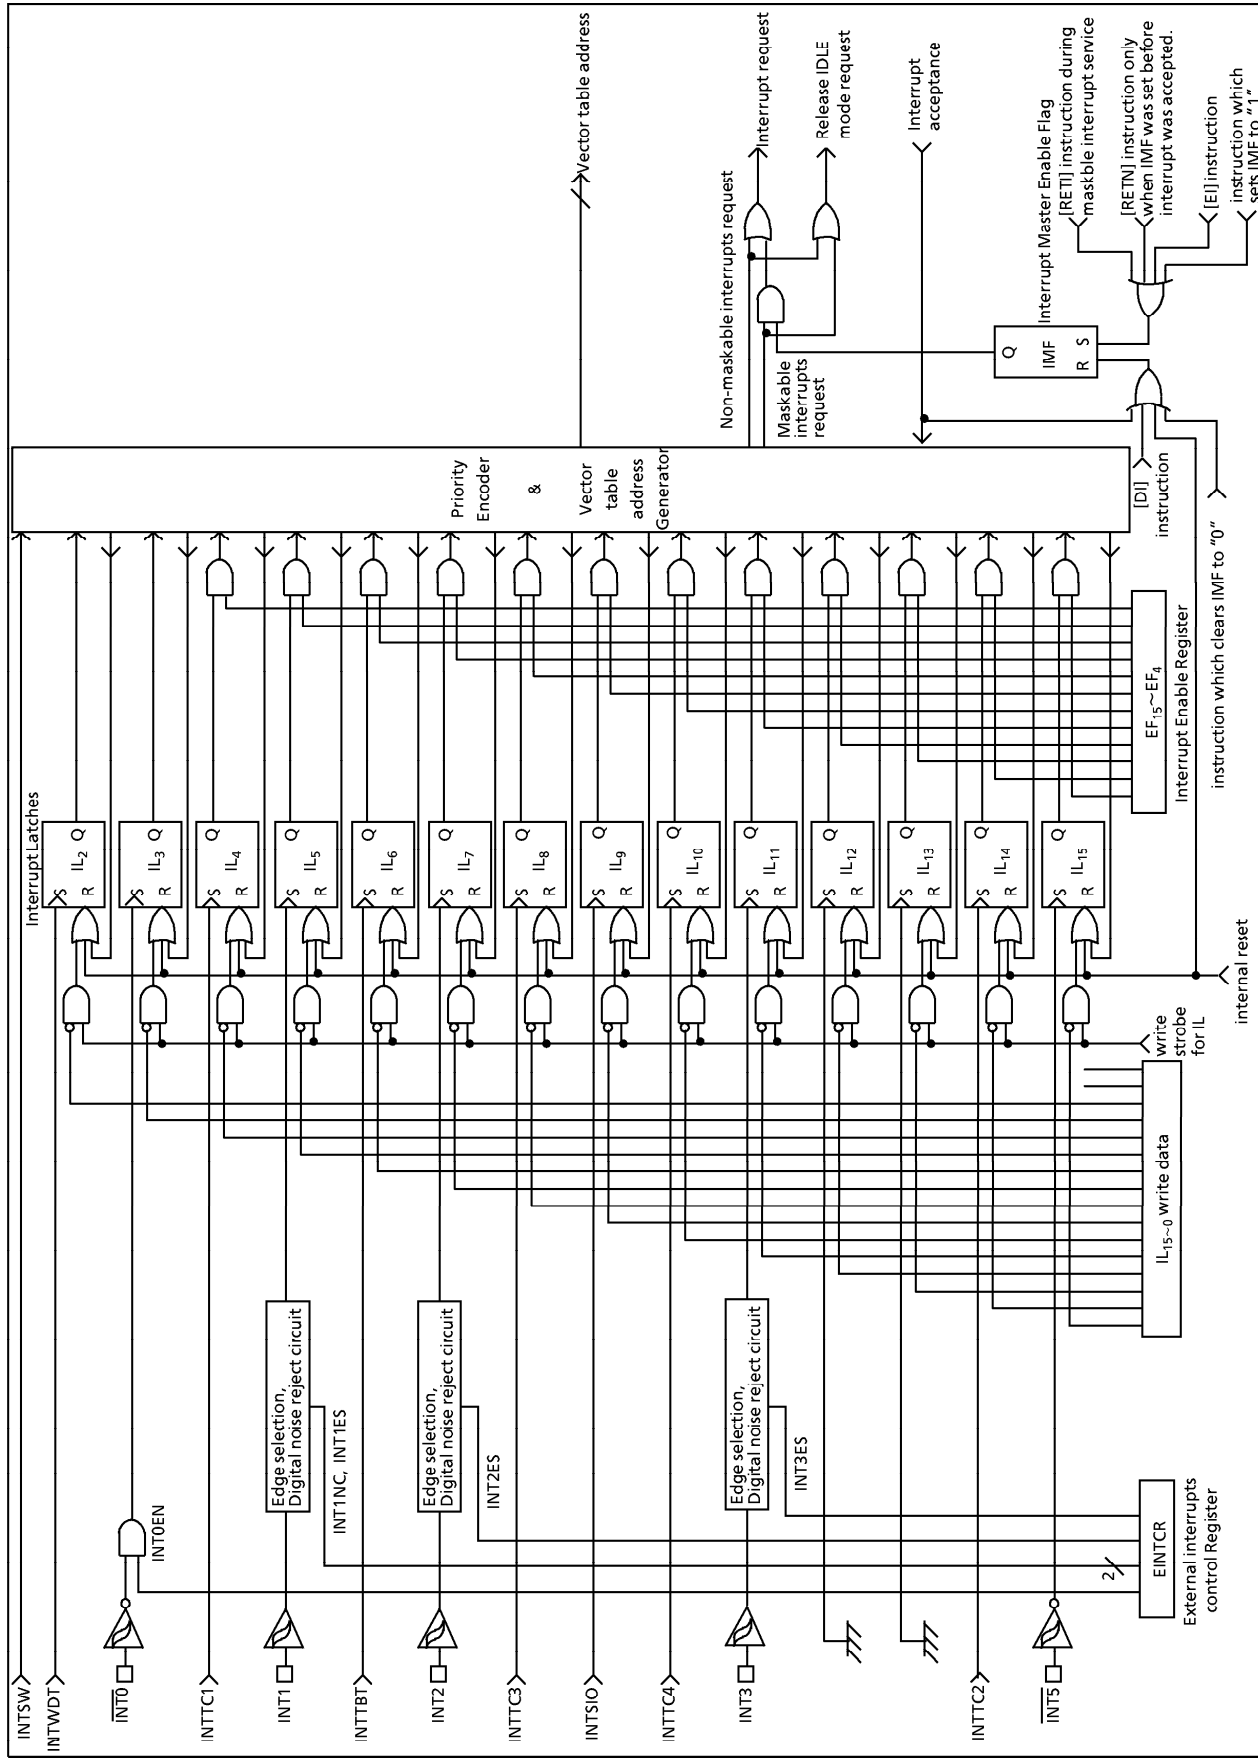 INTSW
INTWDT
INT0
INTTC1
INT1
INTTBT
INT2
INTTC3
INTSIO
INTTC4
INT3
INTTC2
INT5
INT0EN
Edge selection,
Digital noise reject circuit
INT1NC, INT1ES
Edge selection,
Digital noise reject circuit
INT2ES
Edge selection,
Digital noise reject circuit
INT3ES
2
EINTCR
External interrupts
control Register
IL15~0 write data
write
strobe
for IL
internal reset
Interrupt Latches
S IL2 Q
R
S IL3 Q
R
S IL4 Q
R
S IL5 Q
R
S IL6 Q
R
S IL7 Q
R
S IL8 Q
R
S IL9 Q
R
S IL10 Q
R
S IL11 Q
R
S IL12 Q
R
S IL13 Q
R
S IL14 Q
R
S IL15 Q
R
EF15~EF4
Interrupt Enable Register
instruction which clears IMF to "0"
Priority
Encoder
&
Vector
table
address
Generator
[DI]
instruction
Vector table address
Non-maskable interrupts request
Maskable
interrupts
request
Interrupt request
Release IDLE
mode request
Interrupt
acceptance
Q
IMF
R S
Interrupt Master Enable Flag
[RETI] instruction during
maskble interrupt service
[RETN] instruction only
when IMF was set before
interrupt was accepted.
[EI] instruction
instruction which
sets IMF to "1"